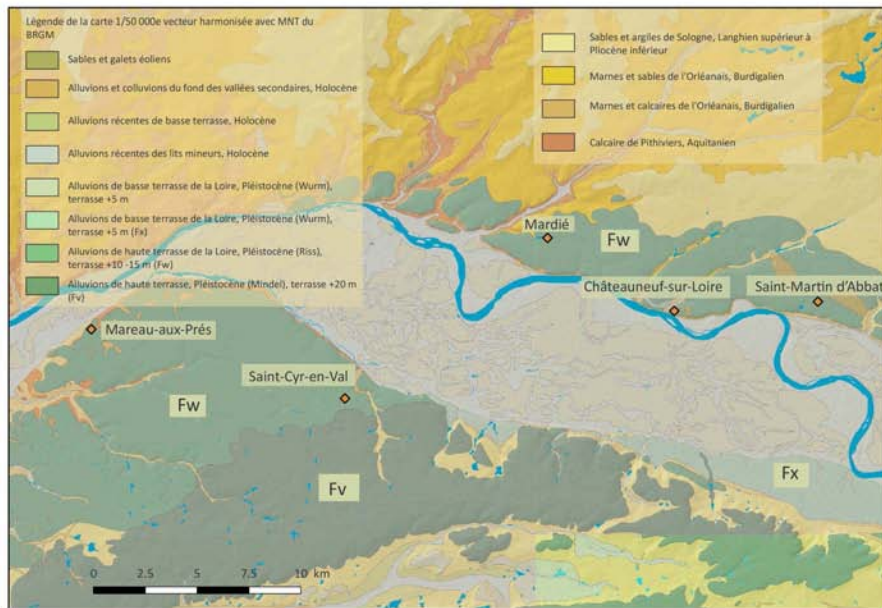 Légende de la carte 1/50 000e vecteur harmonisée avec MNT du
BRGM
Sables et galets éoliens
Alluvions et colluvions du fond des vallées secondaires, Holocène
Alluvions récentes de basse terrasse, Holocène
Alluvions récentes des lits mineurs, Holocène
Alluvions de basse terrasse de la Loire, Pléistocène (Wurm),
terrasse +5 m
Alluvions de basse terrasse de la Loire, Pléistocène (Wurm),
terrasse +5 m (Fx)
Alluvions de haute terrasse de la Loire, Pléistocène (Riss),
terrasse +10 -15 m (Fw)
Alluvions de haute terrasse, Pléistocène (Mindel), terrasse +20 m
(Fv)
Sables et argiles de Sologne, Langhien supérieur à
Pliocène inférieur
Marnes et sables de l'Orléanais, Burdigalien
Marnes et calcaires de l'Orléanais, Burdigalien
Calcaire de Pithiviers, Aquitanien
Mardié
Fw
Châteauneuf-sur-Loire
Saint-Martin d'Abbat
Mareau-aux-Prés
Saint-Cyr-en-Val
Fw
Fx
Fv
0 2.5 5 7.5 10 km